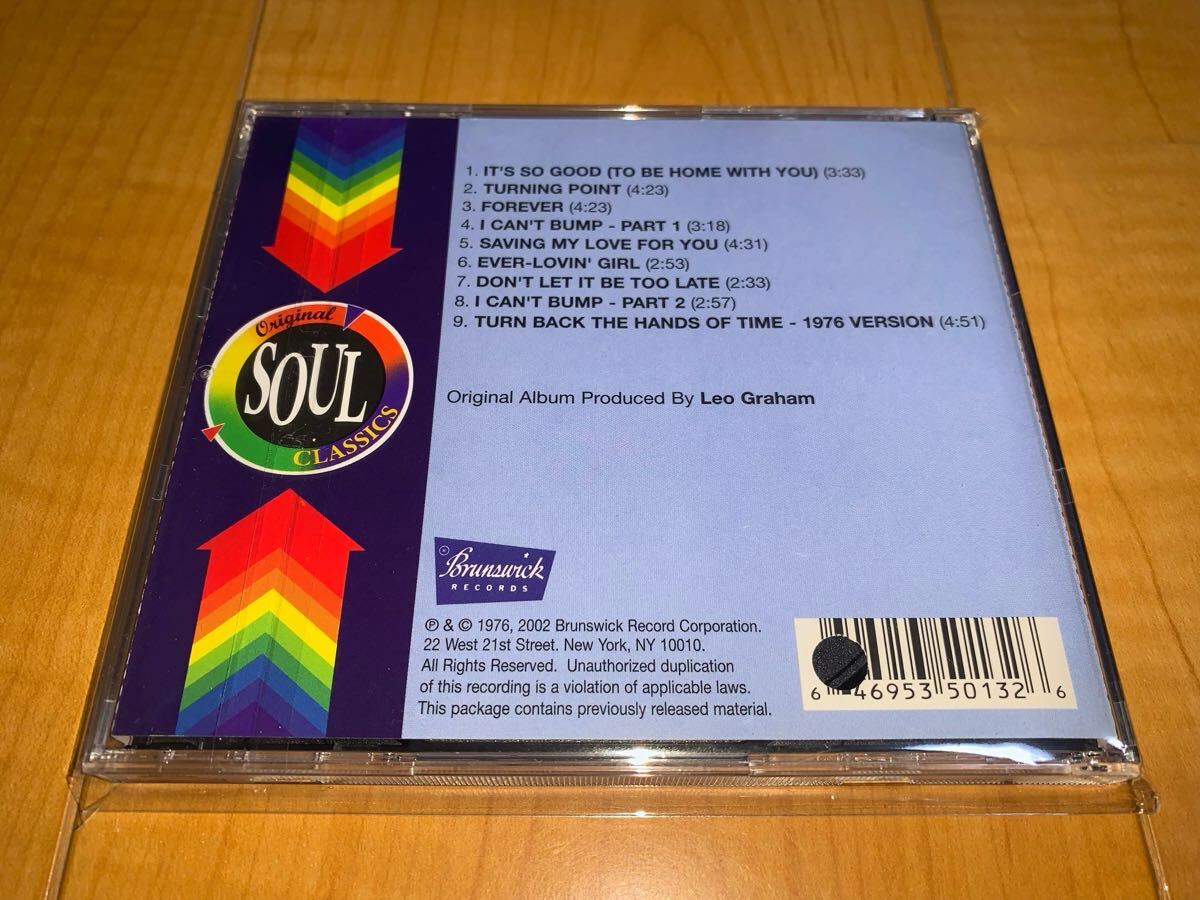 1. IT'S SO GOOD (TO BE HOME WITH YOU) (3:33)
2. TURNING POINT (4:23)
3. FOREVER (4:23)
4. I CAN'T BUMP - PART 1 (3:18)
5. SAVING MY LOVE FOR YOU (4:31)
6. EVER-LOVIN' GIRL (2:53)
7. DON'T LET IT BE TOO LATE (2:33)
8. I CAN'T BUMP - PART 2 (2:57)
9. TURN BACK THE HANDS OF TIME - 1976 VERSION (4:51)
Original
SOUL
CLASSICS
Original Album Produced By Leo Graham
®
Brunswick
RECORDS
℗ & © 1976, 2002 Brunswick Record Corporation.
22 West 21st Street. New York, NY 10010.
All Rights Reserved. Unauthorized duplication
of this recording is a violation of applicable laws.
This package contains previously released material.
6 46953 50132 6